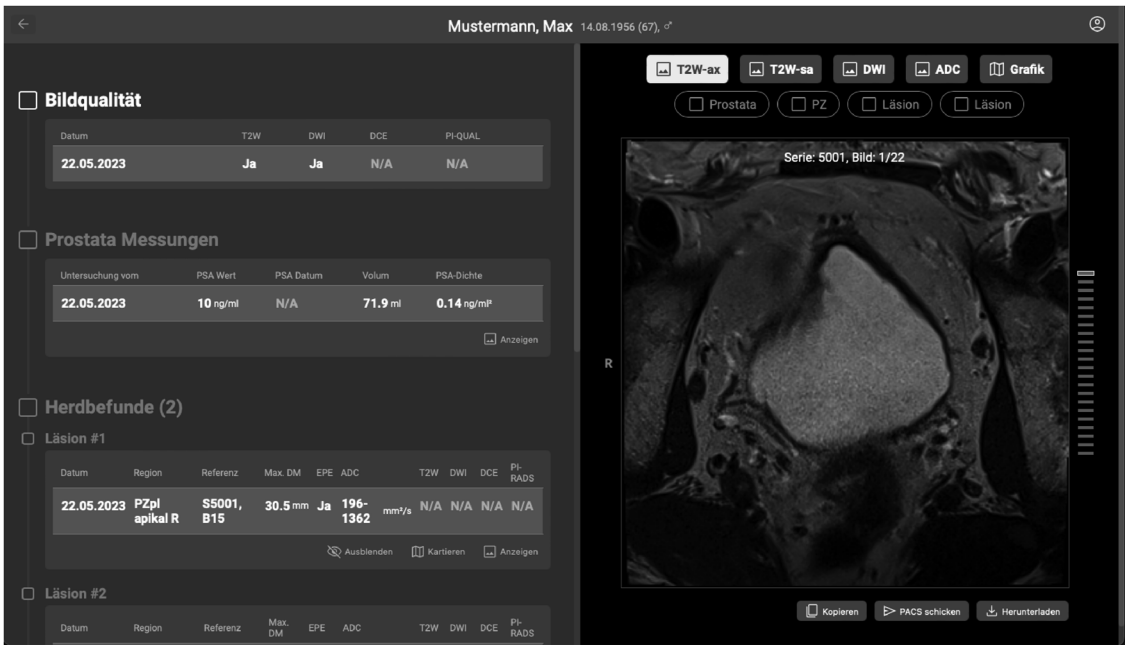 Mustermann, Max 14.08.1956 (67), ♂
Bildqualität
Datum T2W DWI DCE PI-QUAL
22.05.2023 Ja Ja N/A N/A
Prostata Messungen
Untersuchung vom PSA Wert PSA Datum Volum PSA-Dichte
22.05.2023 10 ng/ml N/A 71.9 ml 0.14 ng/ml²
Anzeigen
Herdbefunde (2)
Läsion #1
Datum Region Referenz Max. DM EPE ADC T2W DWI DCE PI-RADS
22.05.2023 PZpl apikal R S5001, B15 30.5 mm Ja 196-1362 mm²/s N/A N/A N/A N/A
Ausblenden Kartieren Anzeigen
Läsion #2
Datum Region Referenz Max. DM EPE ADC T2W DWI DCE PI-RADS
T2W-ax T2W-sa DWI ADC Grafik
Prostata PZ Läsion Läsion
Serie: 5001, Bild: 1/22
R
Kopieren PACS schicken Herunterladen